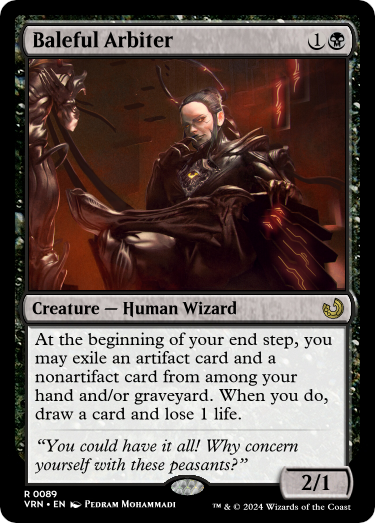 Baleful Arbiter 1
Creature — Human Wizard
At the beginning of your end step, you
may exile an artifact card and a
nonartifact card from among your
hand and/or graveyard. When you do,
draw a card and lose 1 life.
“You could have it all! Why concern
yourself with these peasants?”
2/1
R 0089
VRN • EN Pedram Mohammadi
™ & © 2024 Wizards of the Coast